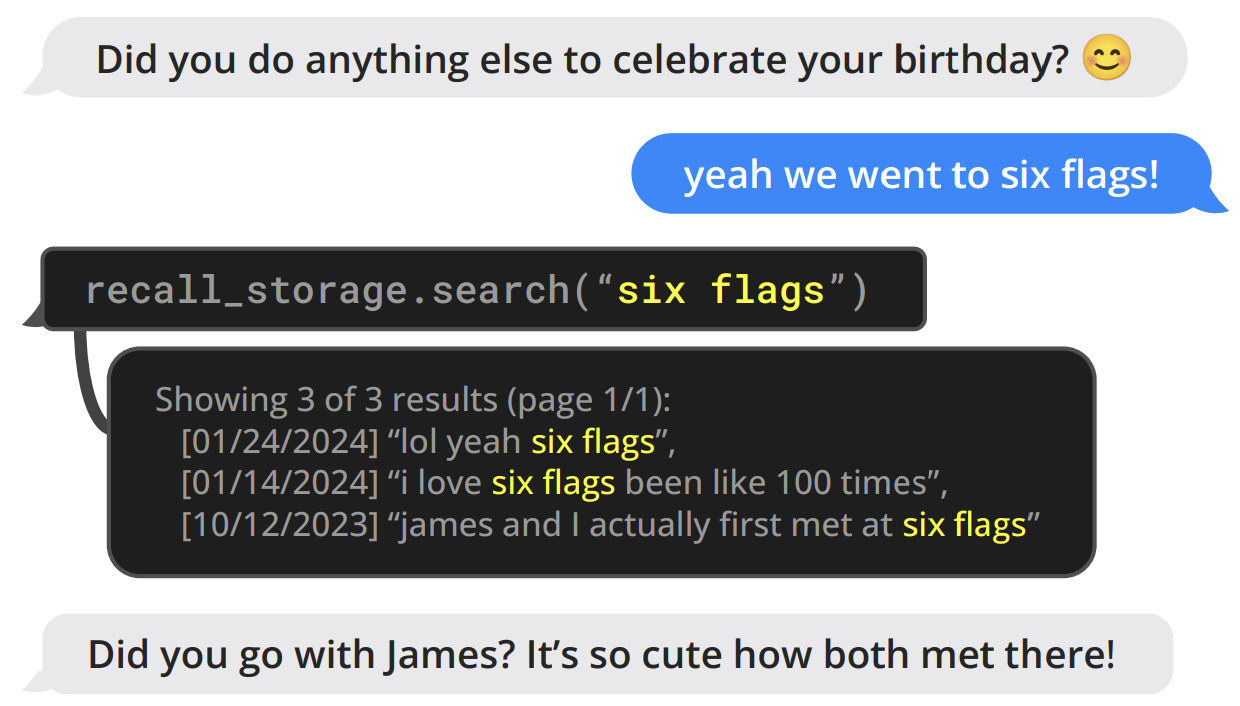 Did you do anything else to celebrate your birthday? 😊
yeah we went to six flags!
recall_storage.search(“six flags”)
Showing 3 of 3 results (page 1/1):
[01/24/2024] “lol yeah six flags”,
[01/14/2024] “i love six flags been like 100 times”,
[10/12/2023] “james and I actually first met at six flags”
Did you go with James? It’s so cute how both met there!